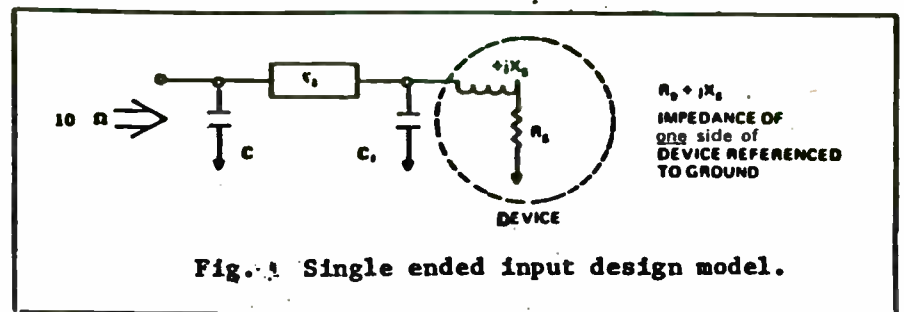 +jXs
10 Ω
C
C₁
Rs
DEVICE
+ jXs
IMPEDANCE OF
one side of
DEVICE REFERENCED
TO GROUND
Fig. Single ended input design model.